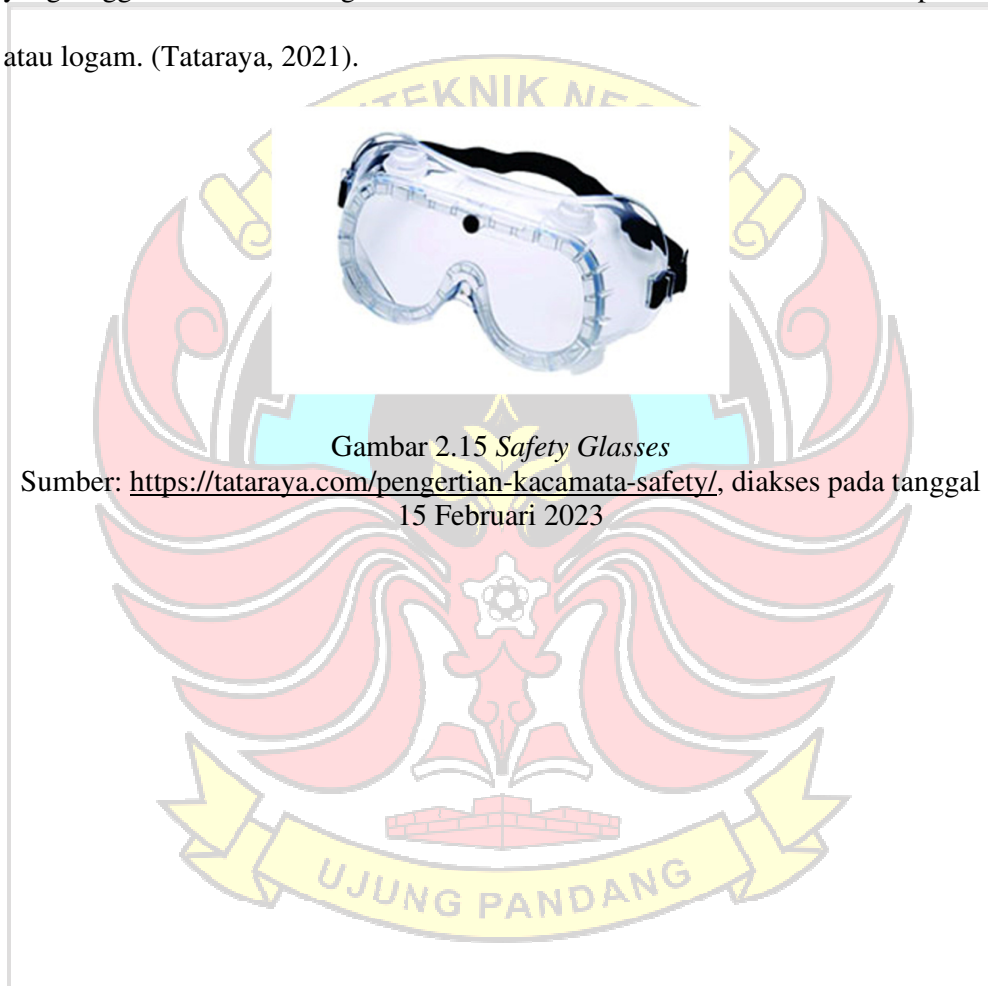 atau logam. (Tataraya, 2021).
Gambar 2.15 Safety Glasses
Sumber: https://tataraya.com/pengertian-kacamata-safety/, diakses pada tanggal
15 Februari 2023
UJUNG PANDANG